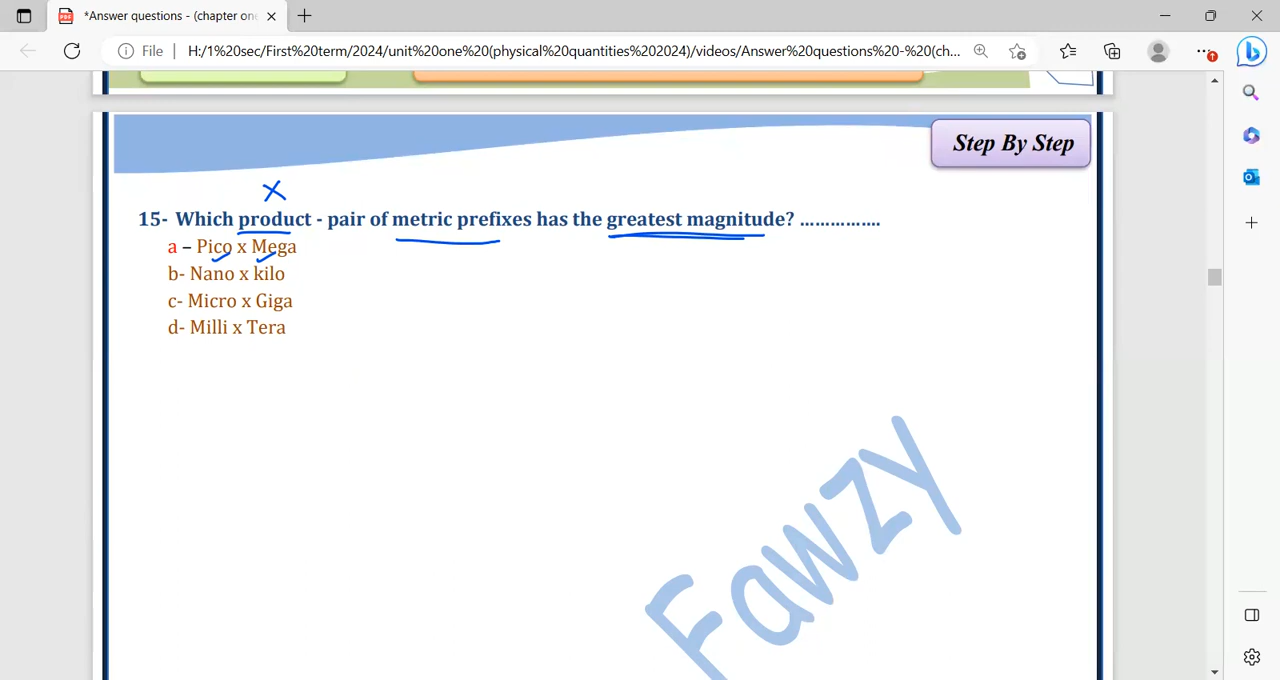 *Answer questions - (chapter on
File
H:/1%20sec/First%20term/2024/unit%20one%20(physical%20quantities%202024)/videos/Answer%20questions%20-%20(ch...
Step By Step
X
15- Which product - pair of metric prefixes has the greatest magnitude? ................
a – Pico x Mega
b- Nano x kilo
c- Micro x Giga
d- Milli x Tera
Fawzy